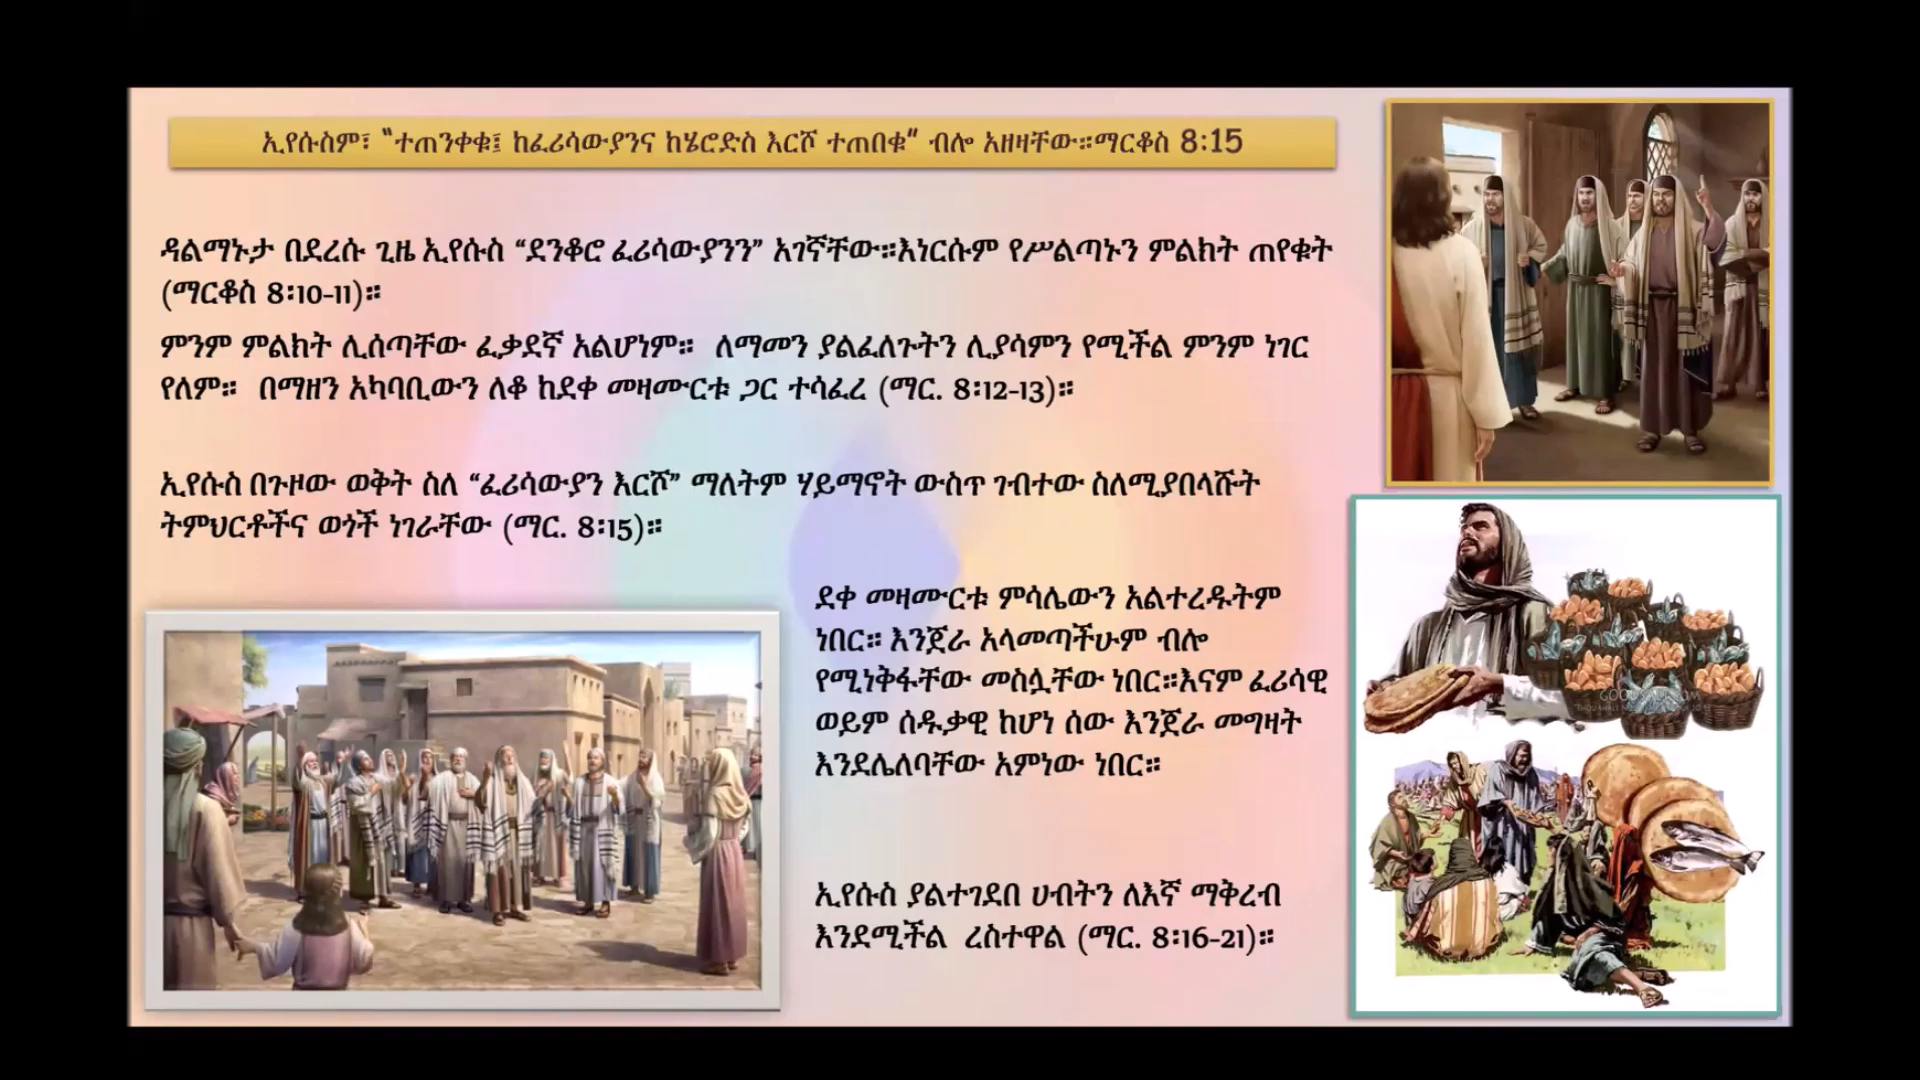 ኢየሱስም፣ “ተጠንቀቁ፤ ከፈሪሳውያንና ከሄሮድስ እርሾ ተጠበቁ” ብሎ አዘዛቸው።ማርቆስ 8:15
ዳልማኑታ በደረሱ ጊዜ ኢየሱስ “ደንቆሮ ፈሪሳውያንን” አገኛቸው።እነርሱም የሥልጣኑን ምልክት ጠየቁት
(ማርቆስ 8፡10-11)።
ምንም ምልክት ሊሰጣቸው ፈቃደኛ አልሆነም። ለማመን ያልፈለጉትን ሊያሳምን የሚችል ምንም ነገር
የለም። በማዘን አካባቢውን ለቆ ከደቀ መዛሙርቱ ጋር ተሳፈረ (ማር. 8፡12-13)።
ኢየሱስ በጉዞው ወቅት ስለ “ፈሪሳውያን እርሾ” ማለትም ሃይማኖት ውስጥ ገብተው ስለሚያበላሹት
ትምህርቶችና ወጎች ነገራቸው (ማር. 8፡15)።
ደቀ መዛሙርቱ ምሳሌውን አልተረዱትም
ነበር። እንጀራ አላመጣችሁም ብሎ
የሚነቅፋቸው መስሏቸው ነበር።እናም ፈሪሳዊ
ወይም ሰዱቃዊ ከሆነ ሰው እንጀራ መግዛት
እንደሌለባቸው አምነው ነበር።
ኢየሱስ ያልተገደበ ሀብትን ለእኛ ማቅረብ
እንደሚችል ረስተዋል (ማር. 8፡16-21)።